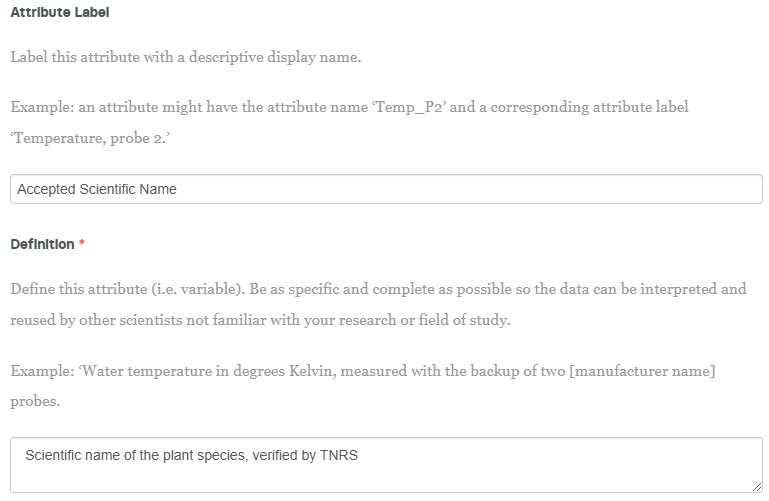 Attribute Label
Label this attribute with a descriptive display name.
Example: an attribute might have the attribute name ‘Temp_P2’ and a corresponding attribute label
‘Temperature, probe 2.’
Accepted Scientific Name
Definition *
Define this attribute (i.e. variable). Be as specific and complete as possible so the data can be interpreted and
reused by other scientists not familiar with your research or field of study.
Example: ‘Water temperature in degrees Kelvin, measured with the backup of two [manufacturer name]
probes.
Scientific name of the plant species, verified by TNRS